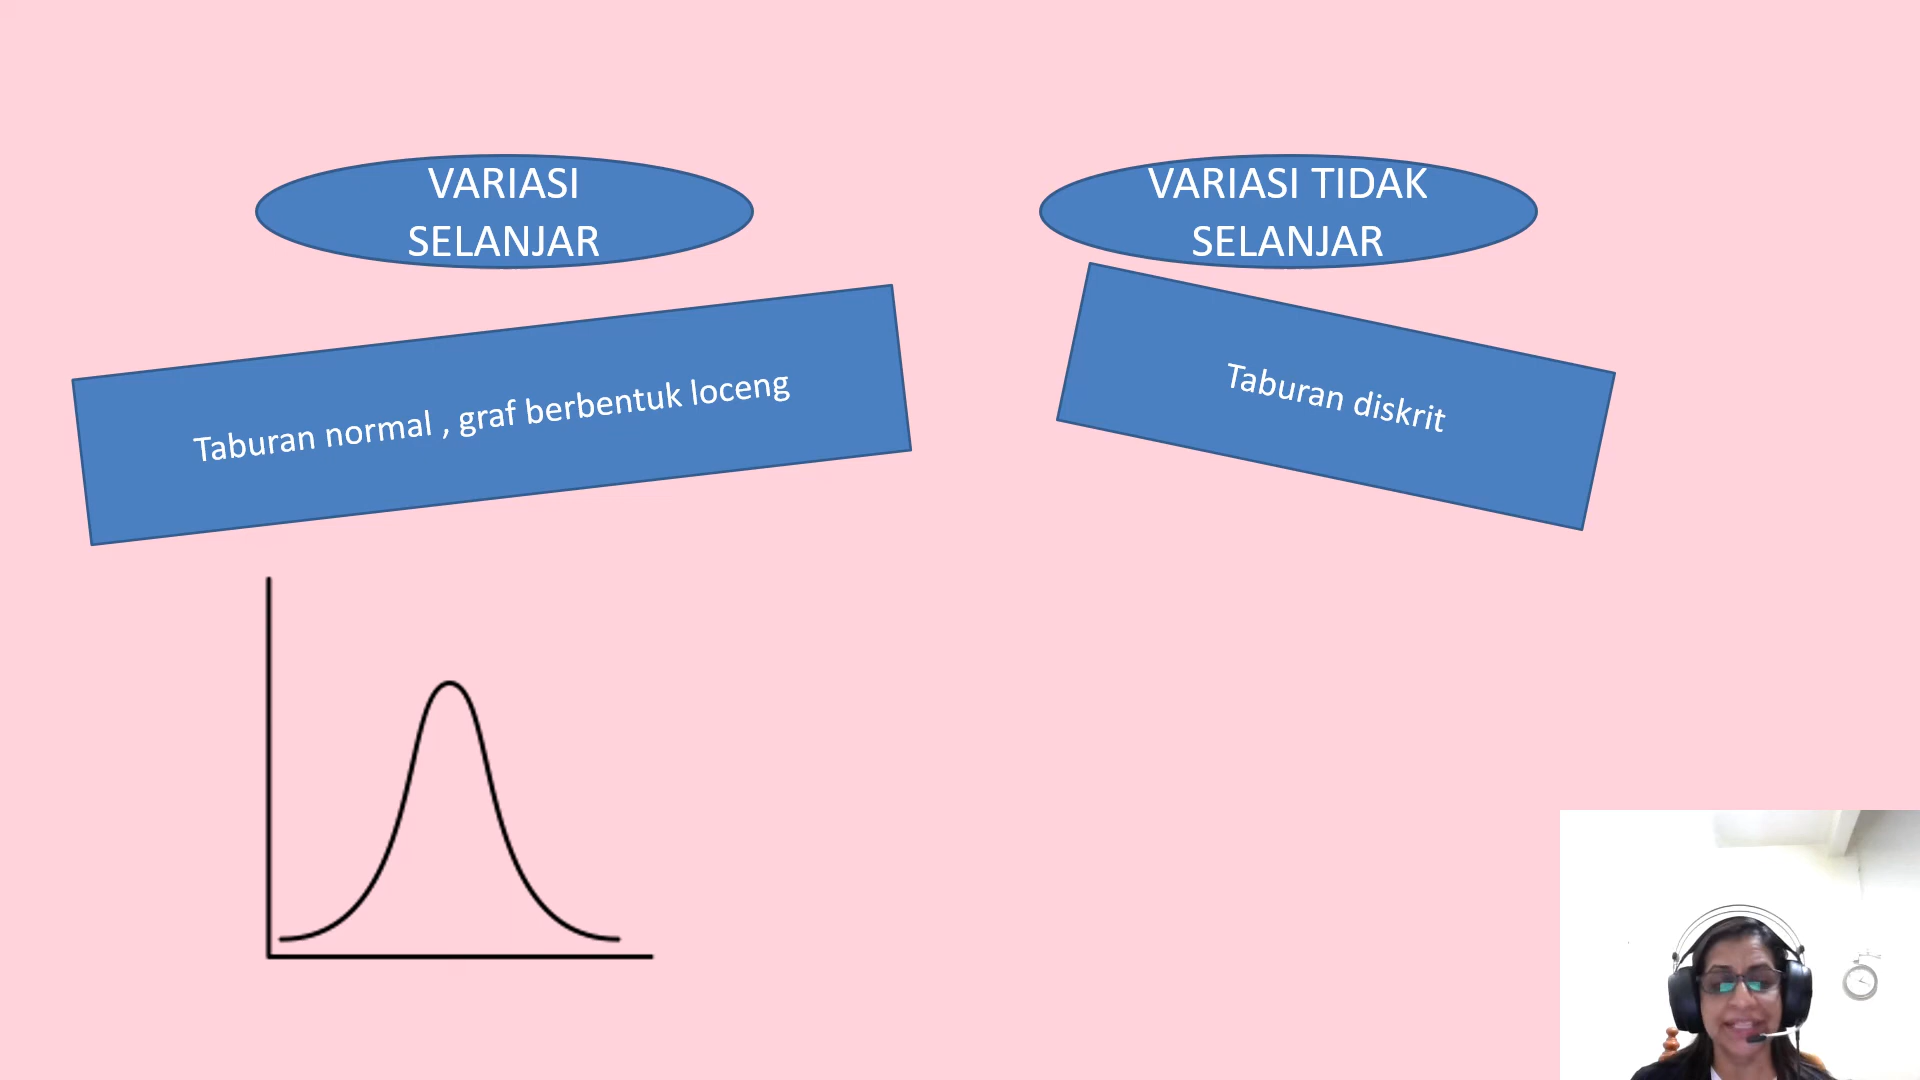 VARIASI
SELANJAR
VARIASI TIDAK
SELANJAR
Taburan normal , graf berbentuk loceng
Taburan diskrit